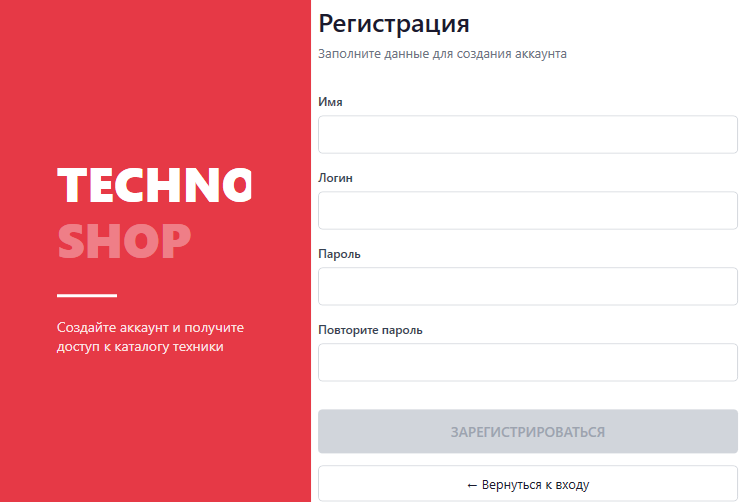 TECHNO
SHOP
Создайте аккаунт и получите
доступ к каталогу техники
Регистрация
Заполните данные для создания аккаунта
Имя
Логин
Пароль
Повторите пароль
ЗАРЕГИСТРИРОВАТЬСЯ
← Вернуться к входу